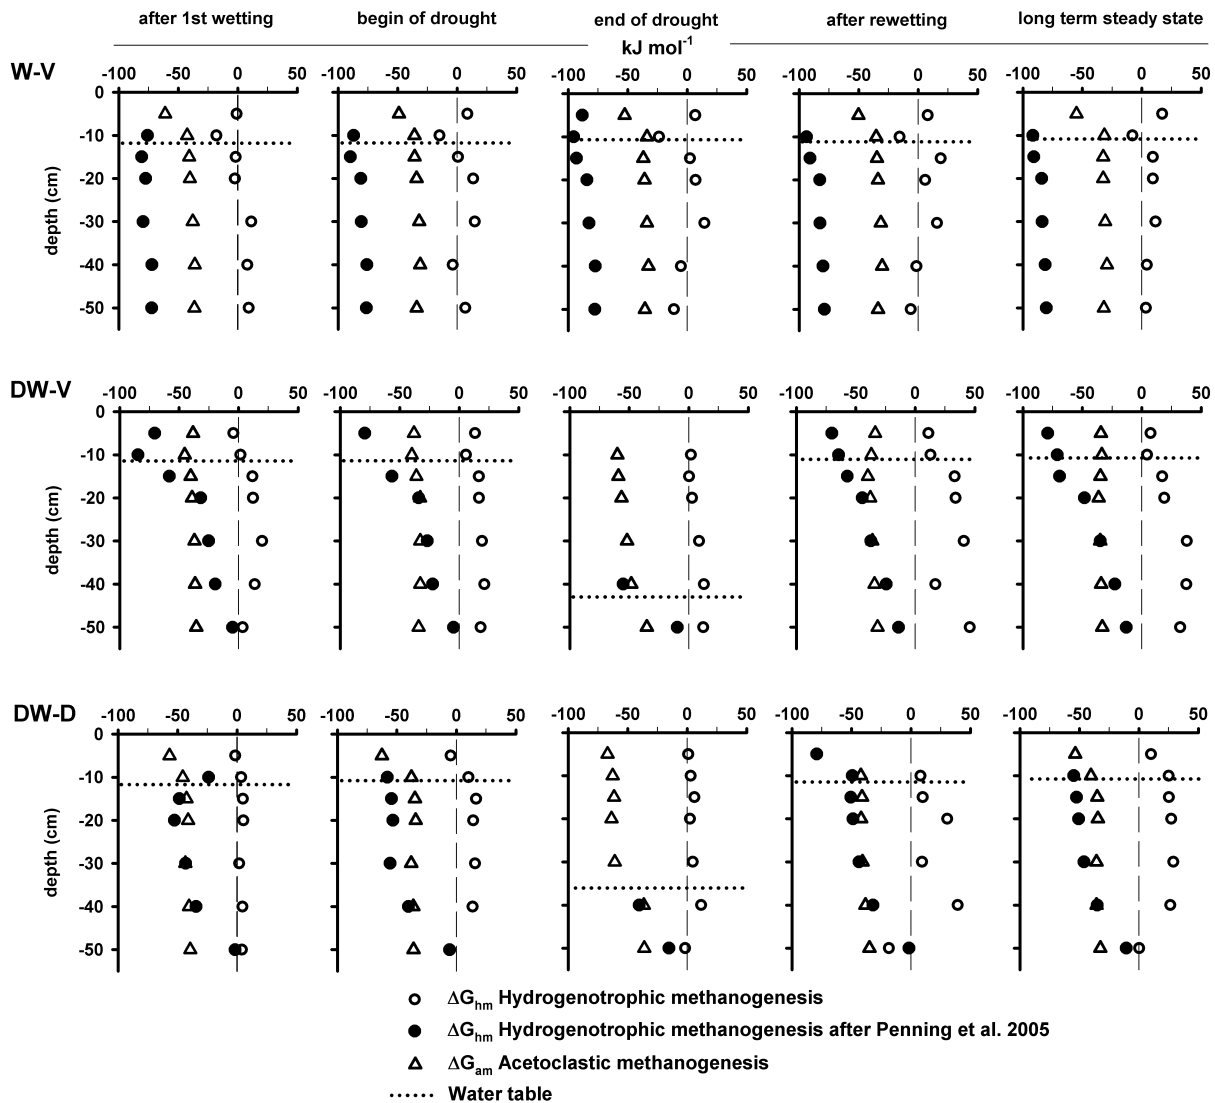 after 1st wetting begin of drought end of drought after rewetting long term steady state
kJ mol-1
W-V
-100 -50 0 50 -100 -50 0 50 -100 -50 0 50 -100 -50 0 50 -100 -50 0 50
0
-10
-20
-30
-40
-50
depth (cm)
DW-V
-100 -50 0 50 -100 -50 0 50 -100 -50 0 50 -100 -50 0 50 -100 -50 0 50
0
-10
-20
-30
-40
-50
depth (cm)
DW-D
-100 -50 0 50 -100 -50 0 50 -100 -50 0 50 -100 -50 0 50 -100 -50 0 50
0
-10
-20
-30
-40
-50
depth (cm)
ΔGhm Hydrogenotrophic methanogenesis
ΔGhm Hydrogenotrophic methanogenesis after Penning et al. 2005
ΔGam Acetoclastic methanogenesis
Water table